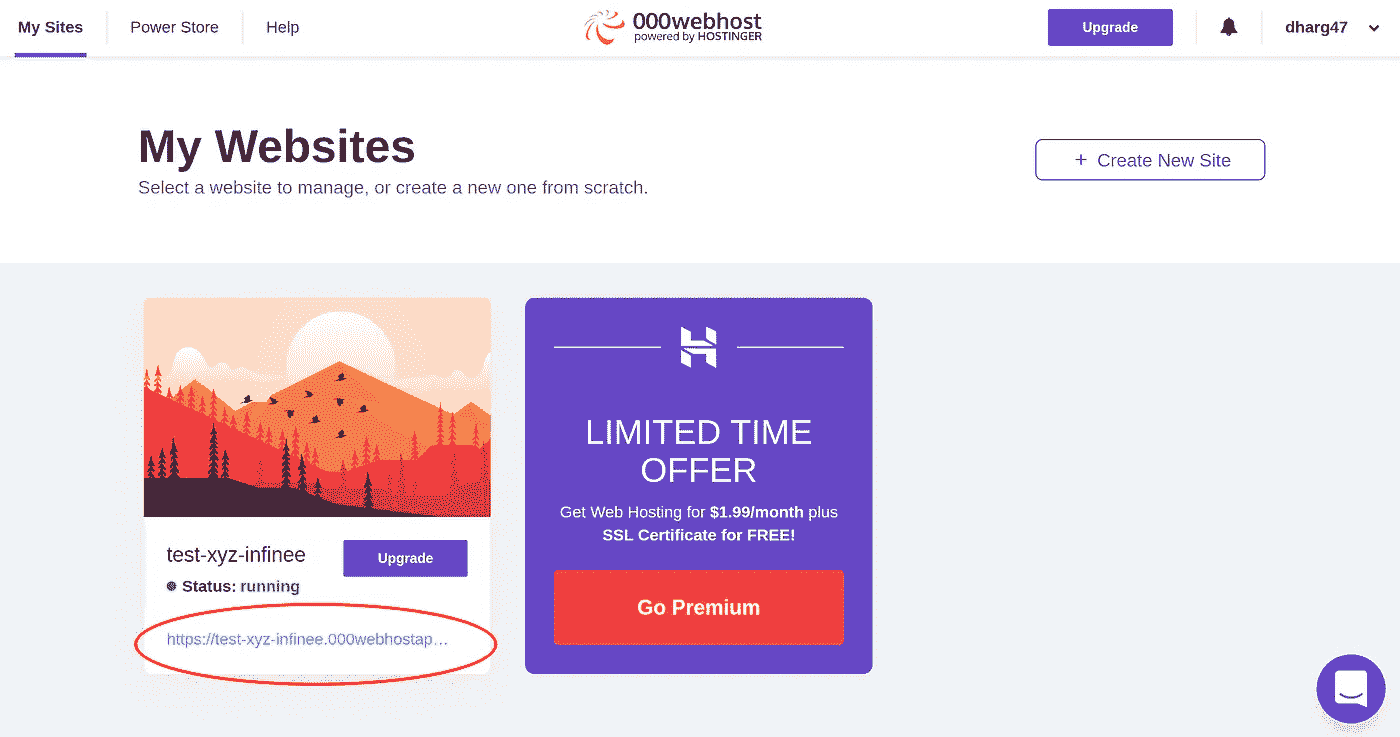 My Sites Power Store Help
000webhost
powered by HOSTINGER
Upgrade
dharg47
My Websites
Select a website to manage, or create a new one from scratch.
+ Create New Site
test-xyz-infinee
Upgrade
Status: running
https://test-xyz-infinee.000webhostap...
LIMITED TIME
OFFER
Get Web Hosting for $1.99/month plus
SSL Certificate for FREE!
Go Premium